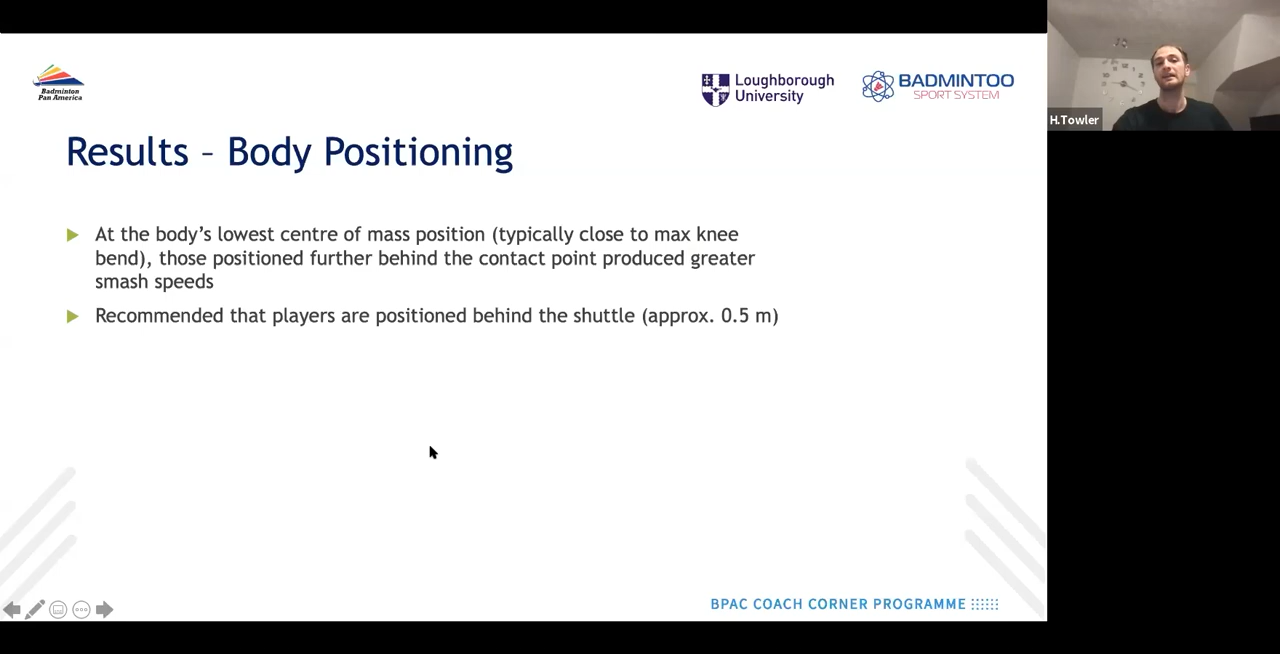 Badminton
Pan America
Loughborough
University
BADMINTOO
SPORT SYSTEM
H.Towler
Results – Body Positioning
At the body's lowest centre of mass position (typically close to max knee
bend), those positioned further behind the contact point produced greater
smash speeds
Recommended that players are positioned behind the shuttle (approx. 0.5 m)
BPAC COACH CORNER PROGRAMME